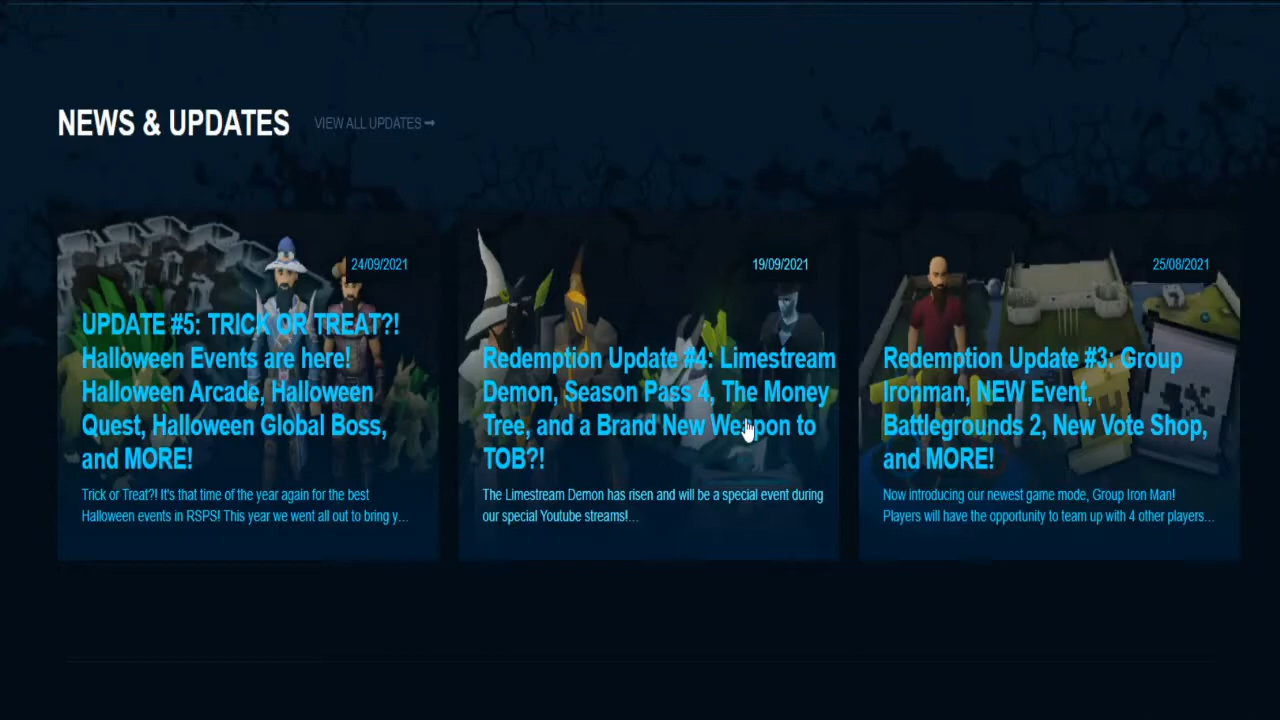 NEWS & UPDATES
VIEW ALL UPDATES
24/09/2021
UPDATE #5: TRICK OR TREAT?!
Halloween Events are here!
Halloween Arcade, Halloween
Quest, Halloween Global Boss,
and MORE!
Trick or Treat?! It's that time of the year again for the best
Halloween events in RSPS! This year we went all out to bring y...
19/09/2021
Redemption Update #4: Limestream
Demon, Season Pass 4, The Money
Tree, and a Brand New Weapon to
TOB?!
The Limestream Demon has risen and will be a special event during
our special Youtube streams!...
25/08/2021
Redemption Update #3: Group
Ironman, NEW Event,
Battlegrounds 2, New Vote Shop,
and MORE!
Now introducing our newest game mode, Group Iron Man!
Players will have the opportunity to team up with 4 other players...